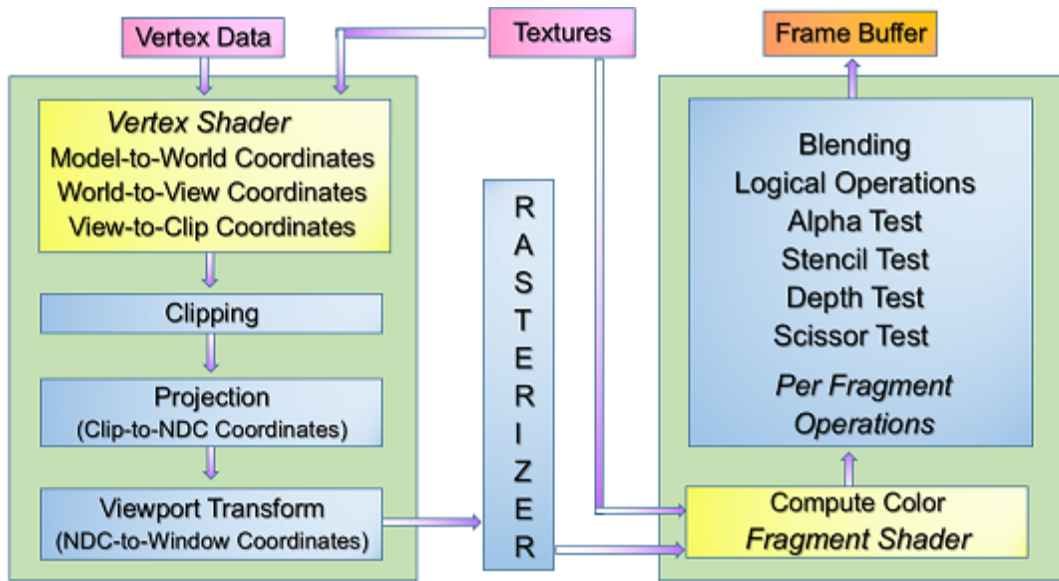 Vertex Data
Textures
Frame Buffer
Vertex Shader
Model-to-World Coordinates
World-to-View Coordinates
View-to-Clip Coordinates
Clipping
Projection
(Clip-to-NDC Coordinates)
Viewport Transform
(NDC-to-Window Coordinates)
RASTERIZER
Blending
Logical Operations
Alpha Test
Stencil Test
Depth Test
Scissor Test
Per Fragment
Operations
Compute Color
Fragment Shader